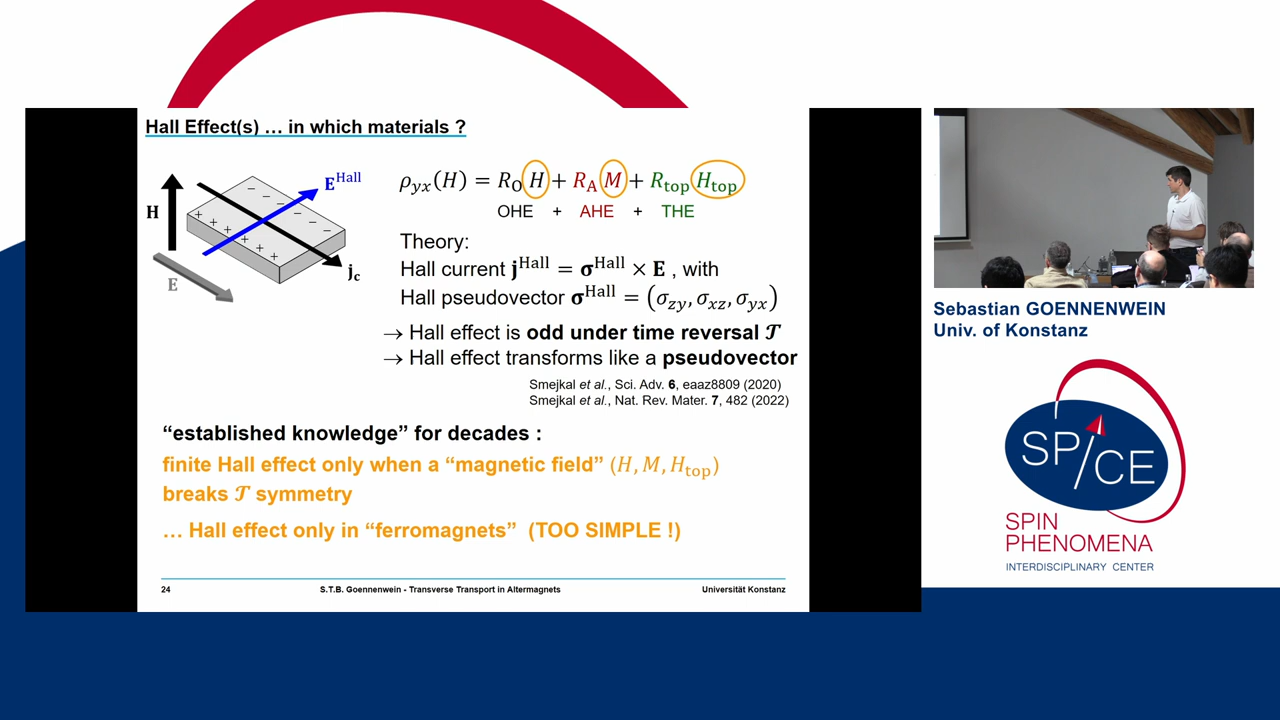 Hall Effect(s) … in which materials ?
H
E
E^Hall
j_c
− − − − −
+ + + + + +
ρ_yx(H) = R_O H + R_A M + R_top H_top
OHE + AHE + THE
Theory:
Hall current j^Hall = σ^Hall × E , with
Hall pseudovector σ^Hall = (σ_zy, σ_xz, σ_yx)
→ Hall effect is odd under time reversal 𝒯
→ Hall effect transforms like a pseudovector
Smejkal et al., Sci. Adv. 6, eaaz8809 (2020)
Smejkal et al., Nat. Rev. Mater. 7, 482 (2022)
“established knowledge” for decades :
finite Hall effect only when a “magnetic field” (H, M, H_top)
breaks 𝒯 symmetry
… Hall effect only in “ferromagnets” (TOO SIMPLE !)
24 S.T.B. Goennenwein - Transverse Transport in Altermagnets Universität Konstanz
Sebastian GOENNENWEIN
Univ. of Konstanz
SP/CE
SPIN
PHENOMENA
INTERDISCIPLINARY CENTER